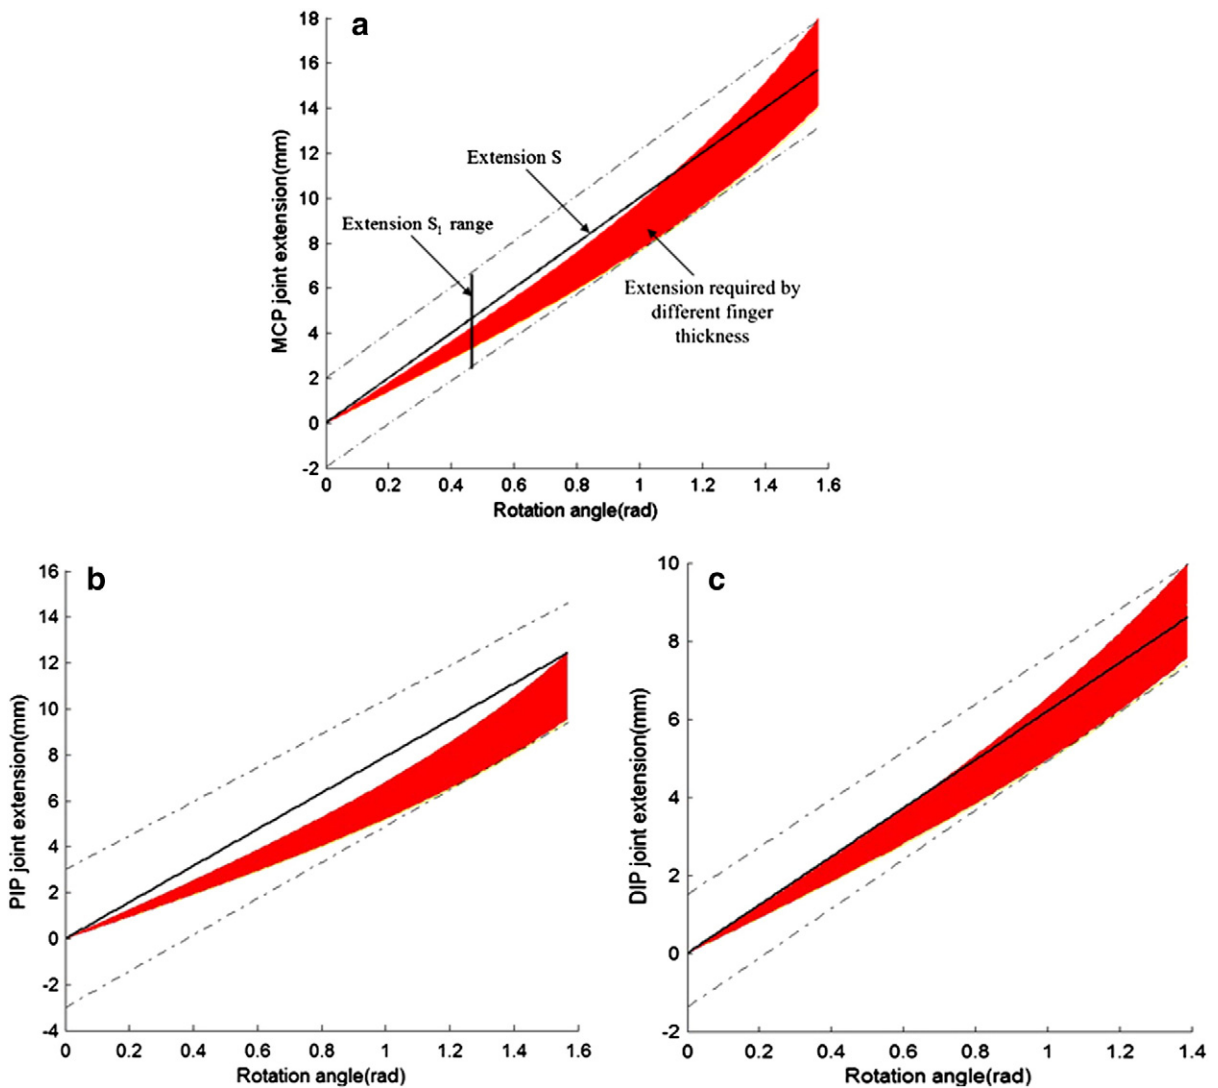 a
18
16
14
12
10
8
6
4
2
0
-2
MCP joint extension(mm)
Extension S
Extension S1 range
Extension required by
different finger
thickness
0 0.2 0.4 0.6 0.8 1 1.2 1.4 1.6
Rotation angle(rad)
b
16
14
12
10
8
6
4
2
0
-2
-4
PIP joint extension(mm)
0 0.2 0.4 0.6 0.8 1 1.2 1.4 1.6
Rotation angle(rad)
c
10
8
6
4
2
0
-2
DIP joint extension(mm)
0 0.2 0.4 0.6 0.8 1 1.2 1.4
Rotation angle(rad)